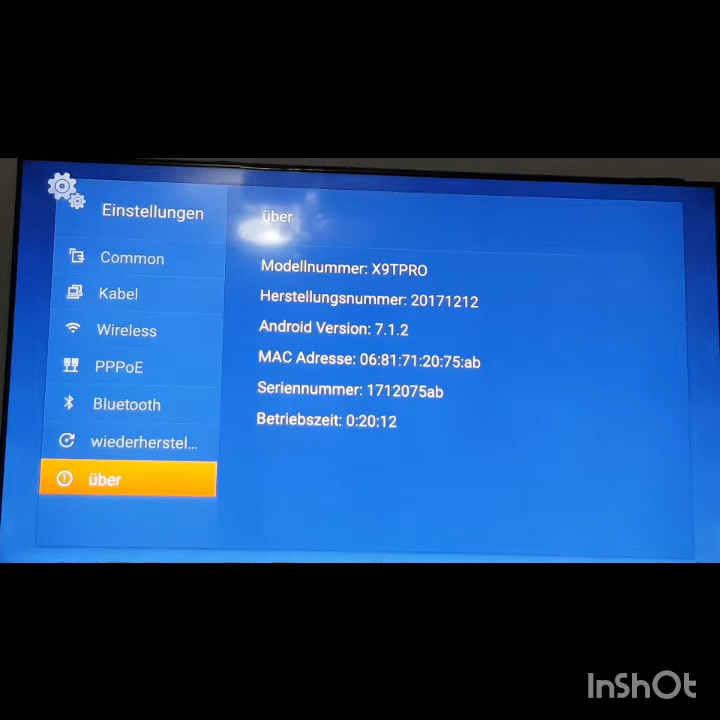 Einstellungen
Common
Kabel
Wireless
PPPoE
Bluetooth
wiederherstel...
über
über
Modellnummer: X9TPRO
Herstellungsnummer: 20171212
Android Version: 7.1.2
MAC Adresse: 06:81:71:20:75:ab
Seriennummer: 1712075ab
Betriebszeit: 0:20:12
InShOt